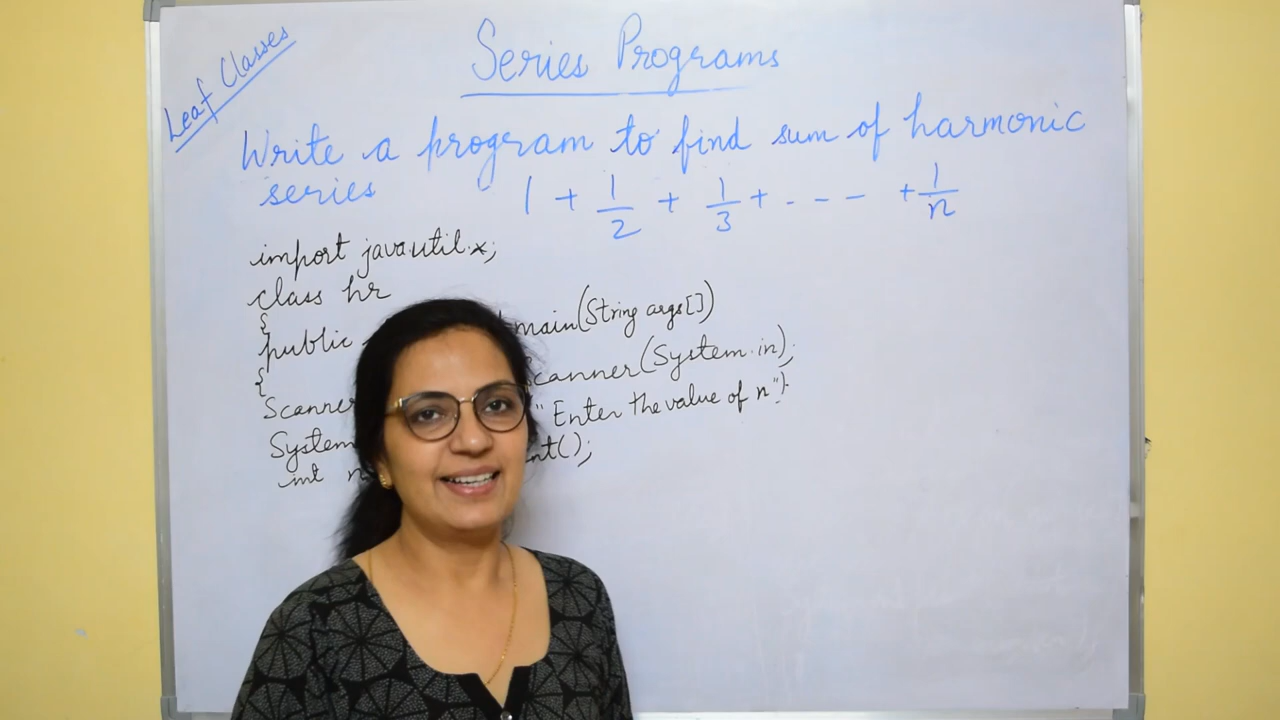 Leaf Classes
Series Programs
Write a program to find sum of harmonic
series 1 + 1/2 + 1/3 + . - - - + 1/n
import java.util.*;
class hr
{
public main(String args[])
{
Scanner Scanner(System.in);
System "Enter the value of n")
int n nt();